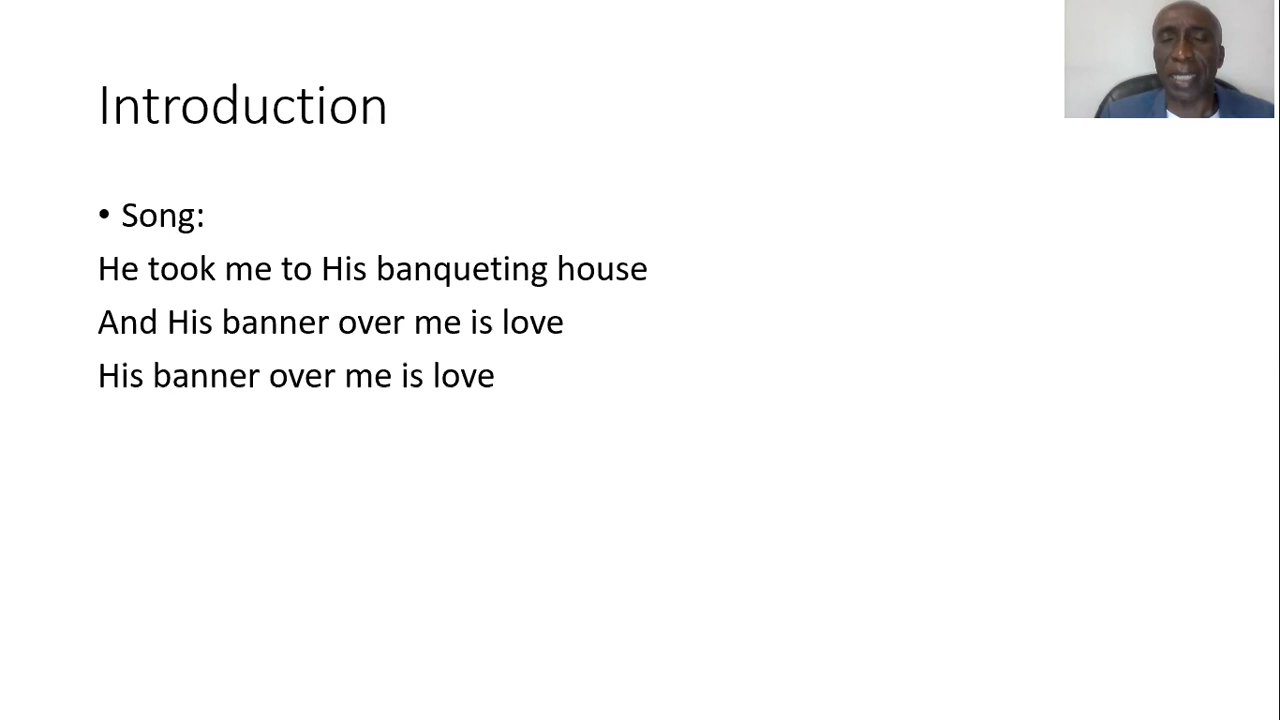 Introduction
• Song:
He took me to His banqueting house
And His banner over me is love
His banner over me is love